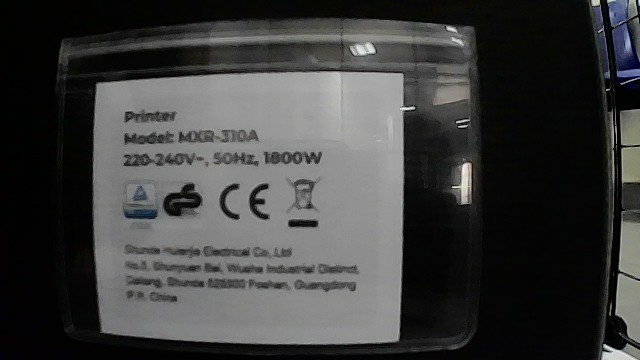 Printer
Model: MXR-310A
220-240V~, 50Hz, 1800W
CE
Shunde Huanjie Electrical Co., Ltd
No.5, Shunyuan Bei, Wusha Industrial District,
Daliang, Shunde 528300 Foshan, Guangdong
P.R. China